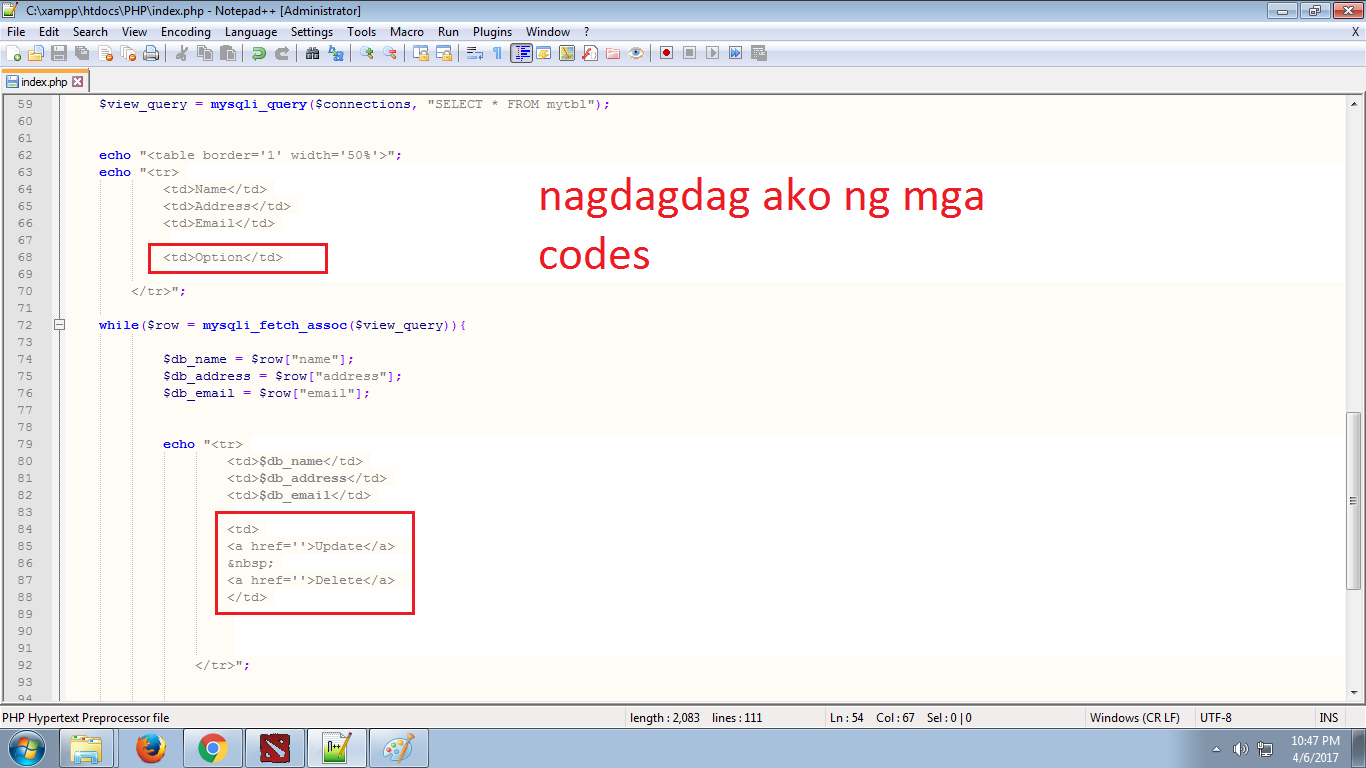 C:\xampp\htdocs\PHP\index.php - Notepad++ [Administrator]
File Edit Search View Encoding Language Settings Tools Macro Run Plugins Window ? X
index.php
59 $view_query = mysqli_query($connections, "SELECT * FROM mytbl");
60
61
62 echo "<table border='1' width='50%'>";
63 echo "<tr>
64 <td>Name</td>
65 <td>Address</td>
66 <td>Email</td>
67
68 <td>Option</td>
69
70 </tr>";
71
72 while($row = mysqli_fetch_assoc($view_query)){
73
74 $db_name = $row["name"];
75 $db_address = $row["address"];
76 $db_email = $row["email"];
77
78
79 echo "<tr>
80 <td>$db_name</td>
81 <td>$db_address</td>
82 <td>$db_email</td>
83
84 <td>
85 <a href=''>Update</a>
86 &nbsp;
87 <a href=''>Delete</a>
88 </td>
89
90
91
92 </tr>";
93
94
nagdagdag ako ng mga
codes
PHP Hypertext Preprocessor file length : 2,083 lines : 111 Ln : 54 Col : 67 Sel : 0 | 0 Windows (CR LF) UTF-8 INS
10:47 PM
4/6/2017